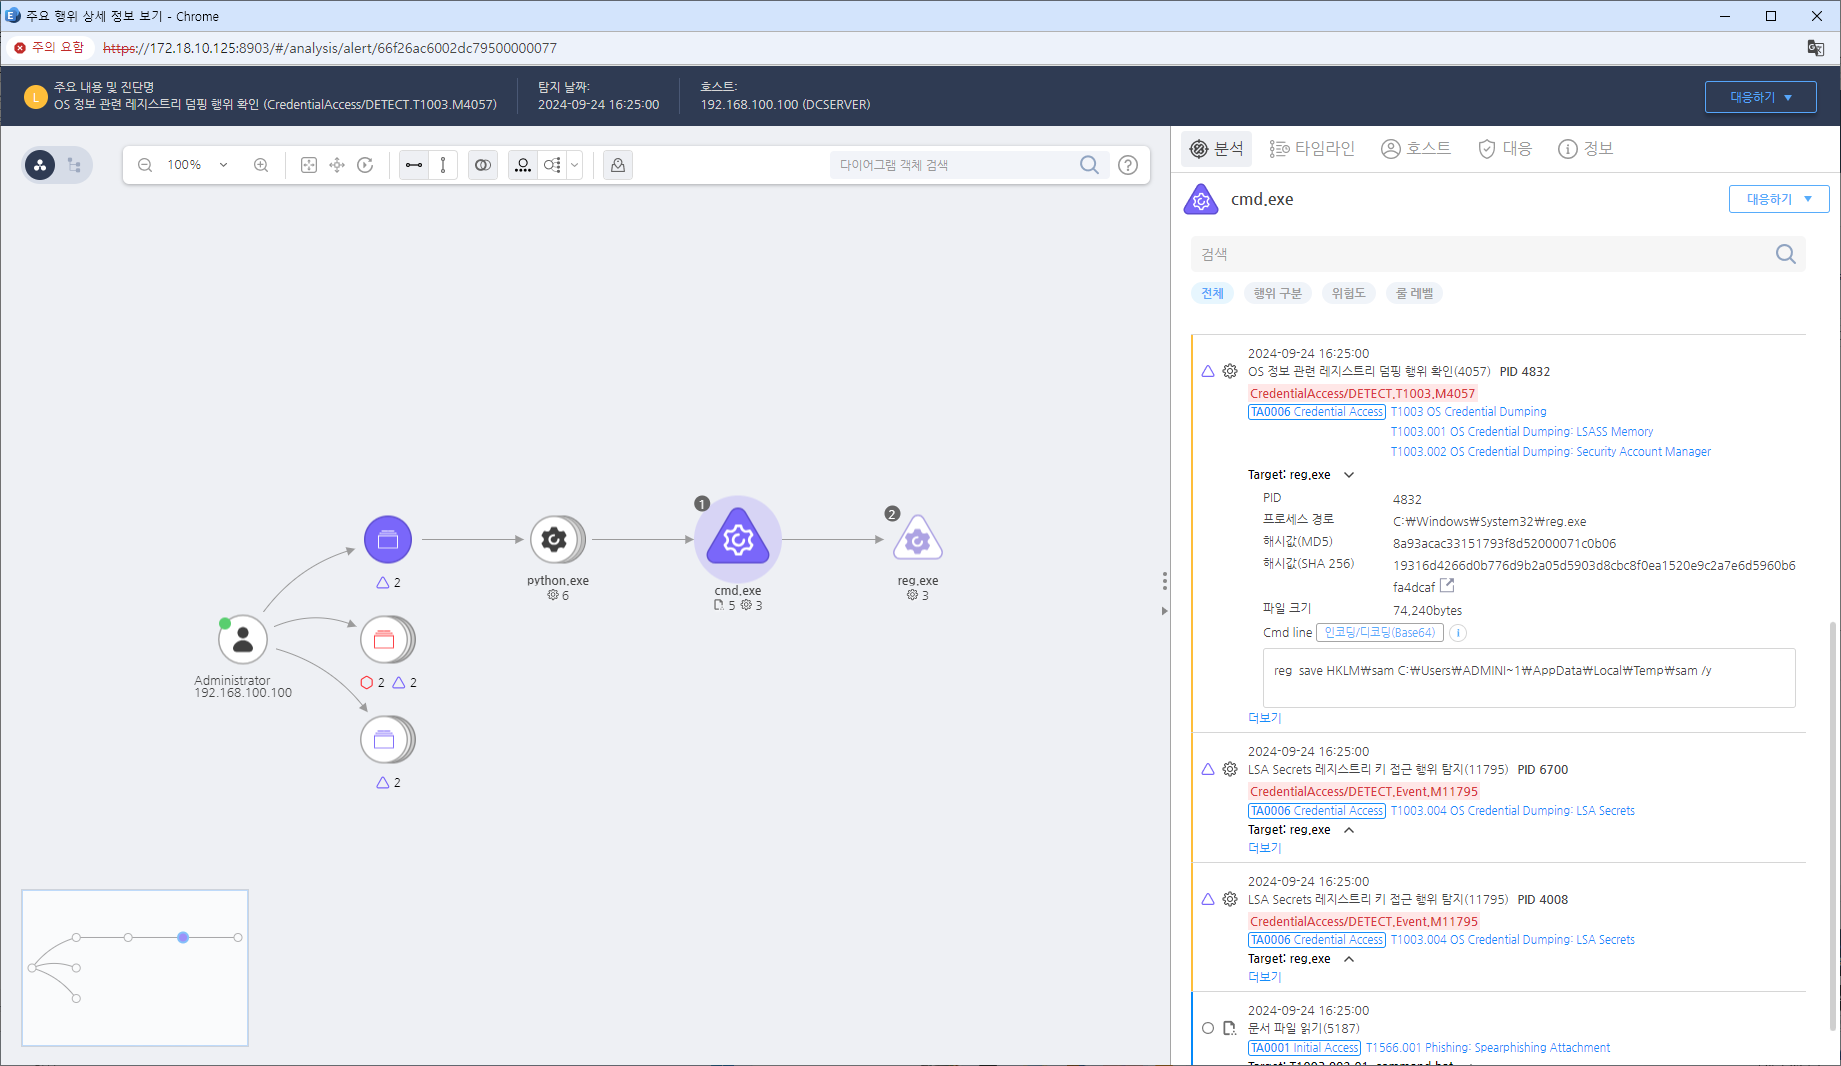 주요 행위 상세 정보 보기 - Chrome
주의 요함 https://172.18.10.125:8903/#/analysis/alert/66f26ac6002dc79500000077
L
주요 내용 및 진단명
OS 정보 관련 레지스트리 덤핑 행위 확인 (CredentialAccess/DETECT.T1003.M4057)
탐지 날짜:
2024-09-24 16:25:00
호스트:
192.168.100.100 (DCSERVER)
대응하기
100%
다이어그램 객체 검색
1
2
2
python.exe
6
cmd.exe
5 3
reg.exe
3
Administrator
192.168.100.100
2 2
2
분석
타임라인
호스트
대응
정보
cmd.exe
대응하기
검색
전체
행위 구분
위험도
룰 레벨
2024-09-24 16:25:00
OS 정보 관련 레지스트리 덤핑 행위 확인(4057) PID 4832
CredentialAccess/DETECT.T1003.M4057
TA0006 Credential Access T1003 OS Credential Dumping
T1003.001 OS Credential Dumping: LSASS Memory
T1003.002 OS Credential Dumping: Security Account Manager
Target: reg.exe
PID 4832
프로세스 경로 C:₩Windows₩System32₩reg.exe
해시값(MD5) 8a93acac33151793f8d52000071c0b06
해시값(SHA 256) 19316d4266d0b776d9b2a05d5903d8cbc8f0ea1520e9c2a7e6d5960b6
fa4dcaf
파일 크기 74,240bytes
Cmd line 인코딩/디코딩(Base64) i
reg save HKLM₩sam C:₩Users₩ADMINI~1₩AppData₩Local₩Temp₩sam /y
더보기
2024-09-24 16:25:00
LSA Secrets 레지스트리 키 접근 행위 탐지(11795) PID 6700
CredentialAccess/DETECT.Event.M11795
TA0006 Credential Access T1003.004 OS Credential Dumping: LSA Secrets
Target: reg.exe
더보기
2024-09-24 16:25:00
LSA Secrets 레지스트리 키 접근 행위 탐지(11795) PID 4008
CredentialAccess/DETECT.Event.M11795
TA0006 Credential Access T1003.004 OS Credential Dumping: LSA Secrets
Target: reg.exe
더보기
2024-09-24 16:25:00
문서 파일 읽기(5187)
TA0001 Initial Access T1566.001 Phishing: Spearphishing Attachment